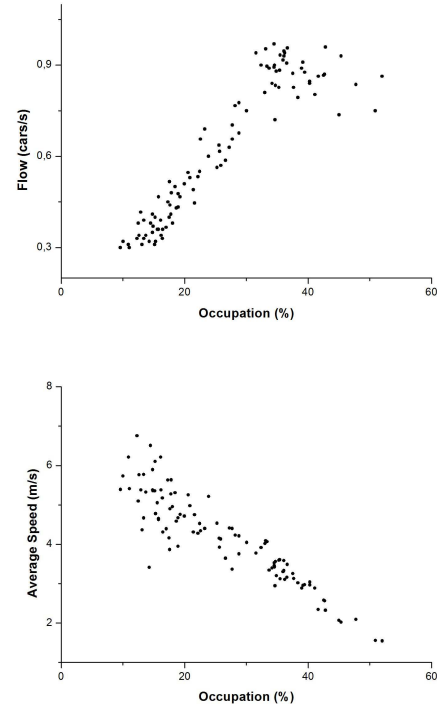 Flow (cars/s)
0,9
0,6
0,3
0 20 40 60
Occupation (%)
Average Speed (m/s)
8
6
4
2
0 20 40 60
Occupation (%)